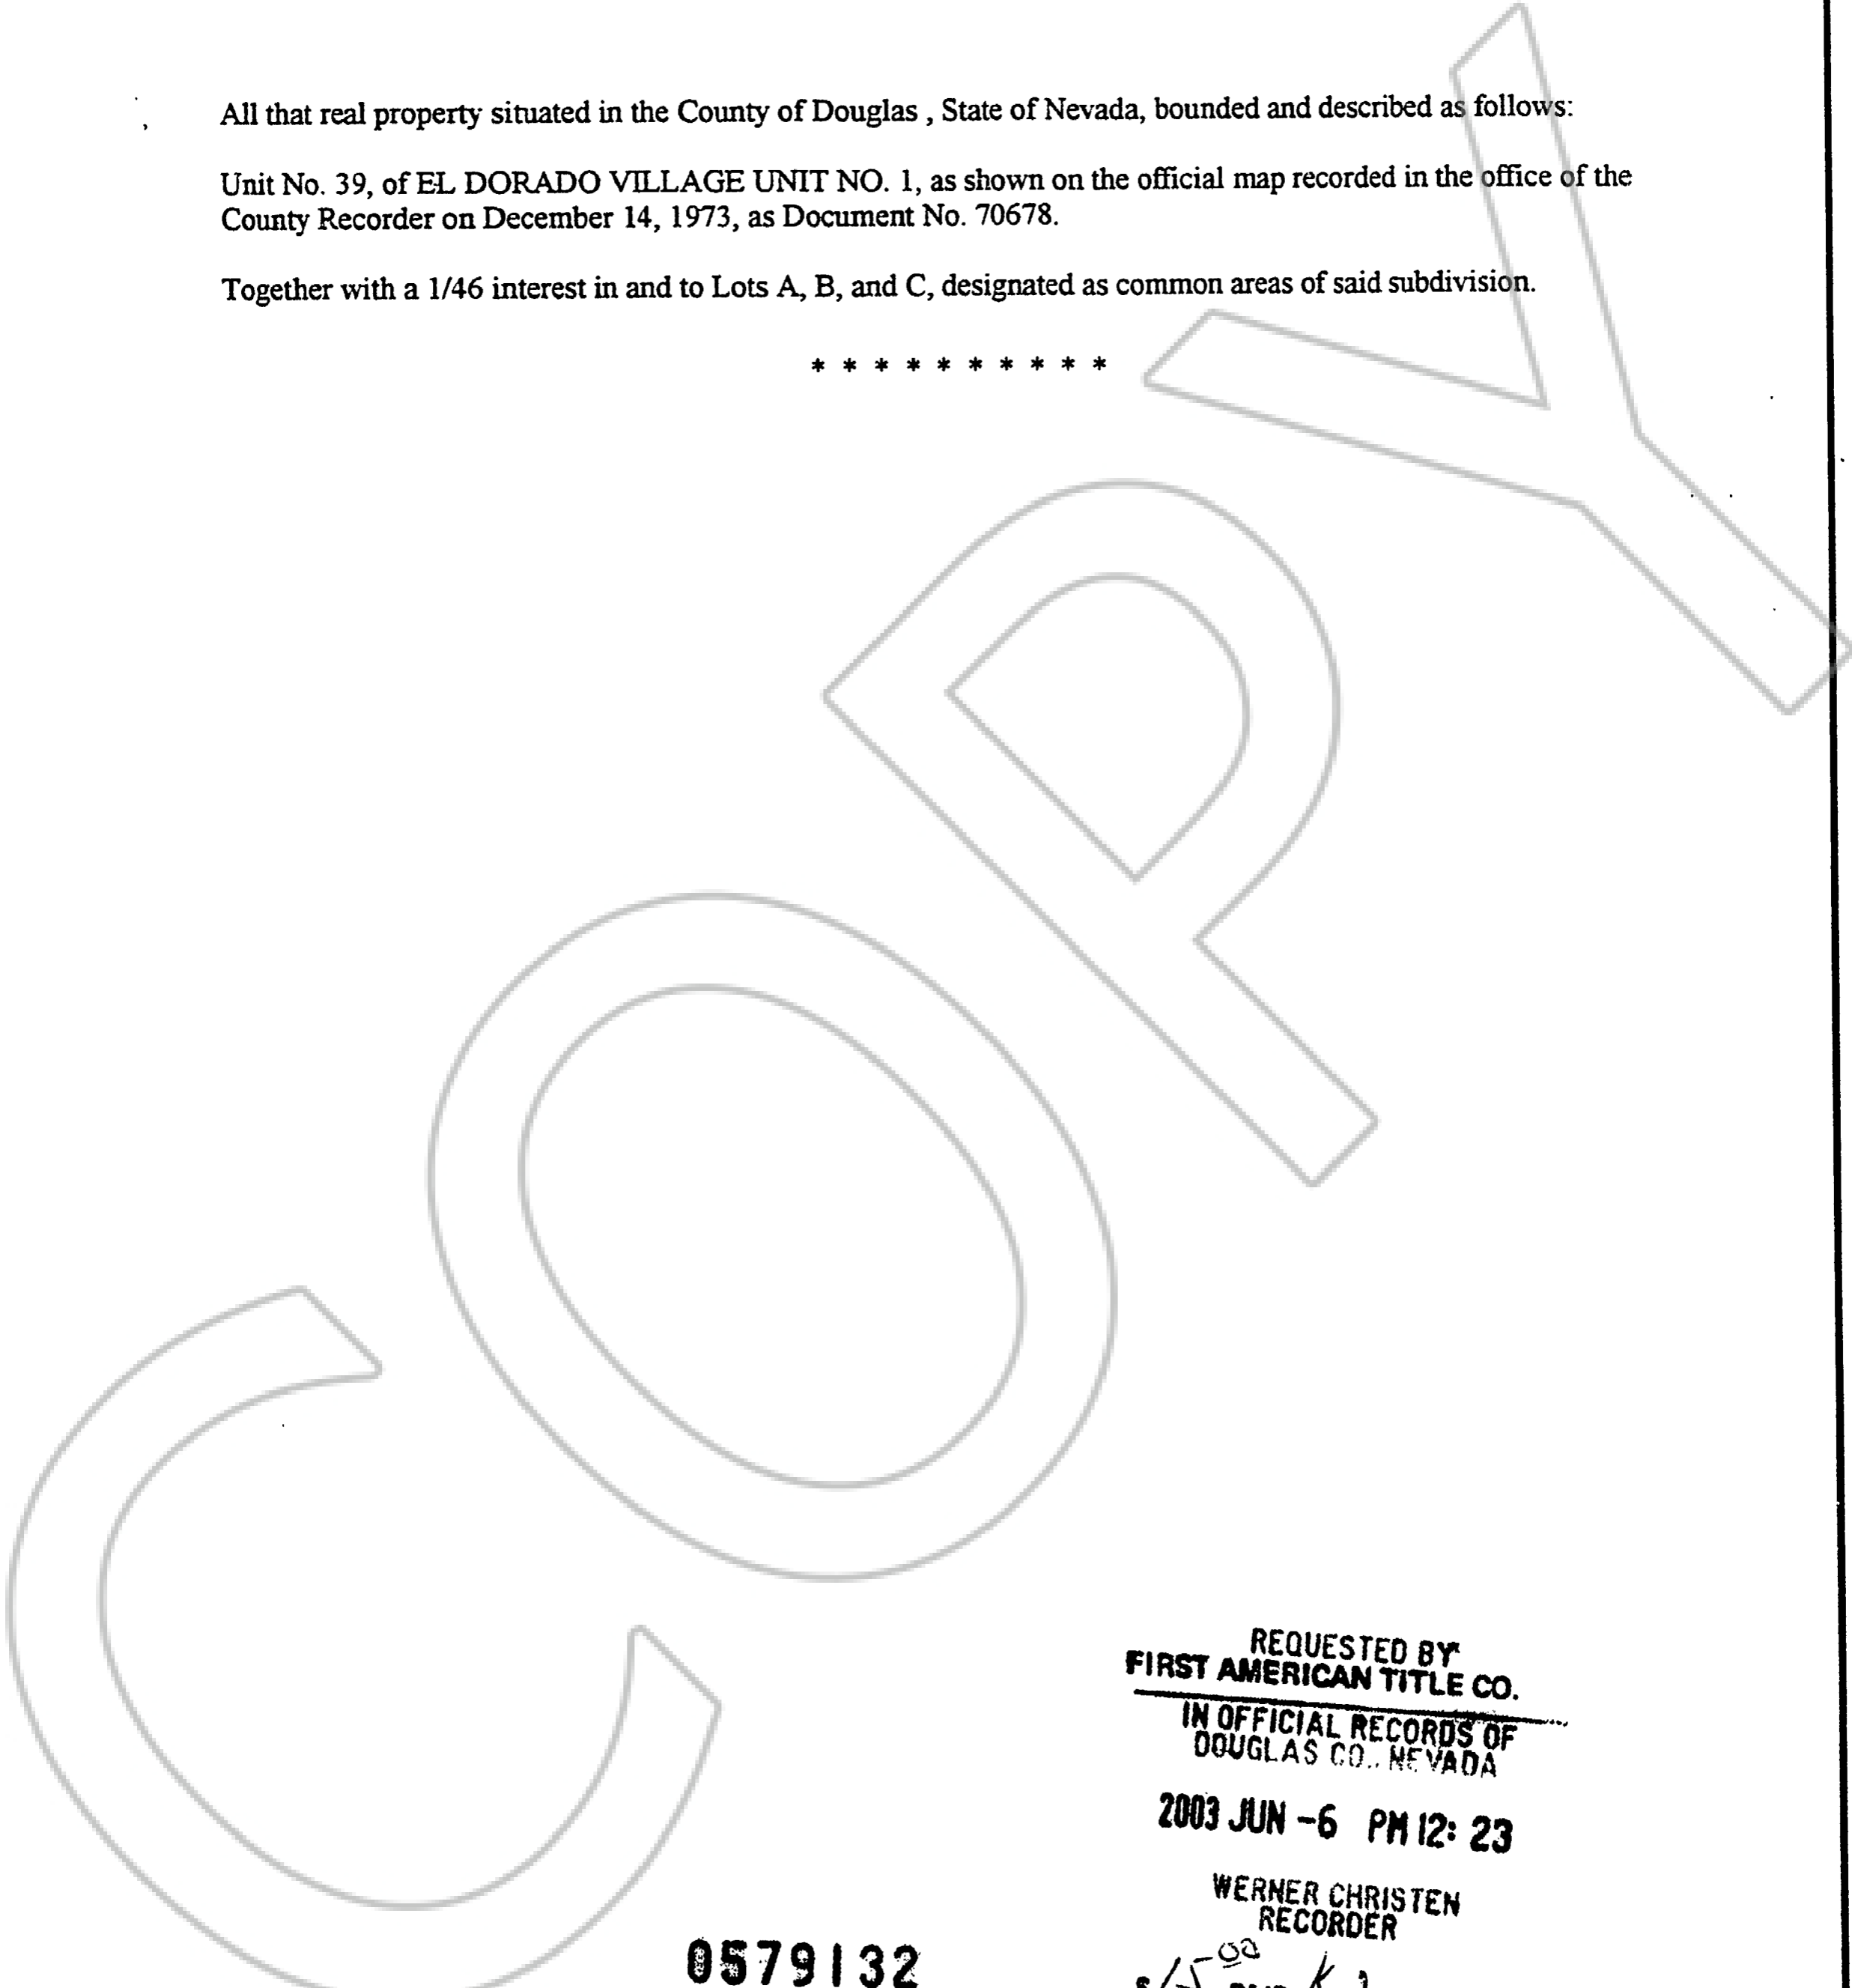 All that real property situated in the County of Douglas , State of Nevada, bounded and described as follows:
Unit No. 39, of EL DORADO VILLAGE UNIT NO. 1, as shown on the official map recorded in the office of the
County Recorder on December 14, 1973, as Document No. 70678.
Together with a 1/46 interest in and to Lots A, B, and C, designated as common areas of said subdivision.
* * * * * * * * * *
COPY
REQUESTED BY
FIRST AMERICAN TITLE CO.
IN OFFICIAL RECORDS OF
DOUGLAS CO., NEVADA
2003 JUN -6 PM 12: 23
WERNER CHRISTEN
RECORDER
0579132